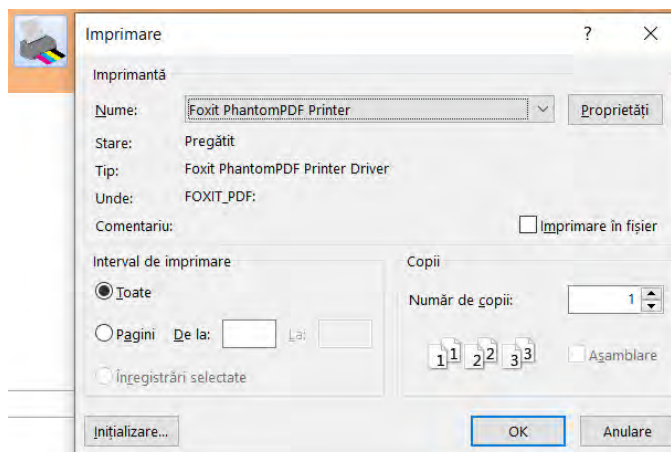 Imprimare ? X
Imprimantă
Nume: Foxit PhantomPDF Printer Proprietăți
Stare: Pregătit
Tip: Foxit PhantomPDF Printer Driver
Unde: FOXIT_PDF:
Comentariu: Imprimare în fișier
Interval de imprimare Copii
Toate Număr de copii: 1
Pagini De la: La:
1 1 2 2 3 3 Asamblare
Înregistrări selectate
Inițializare... OK Anulare